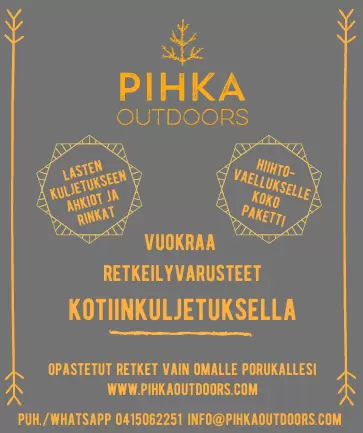 PIHKA
OUTDOORS
LASTEN
KULJETUKSEEN
AHKIOT JA
RINKAT
HIIHTO-
VAELLUKSELLE
KOKO
PAKETTI
VUOKRAA
RETKEILYVARUSTEET
KOTIINKULJETUKSELLA
OPASTETUT RETKET VAIN OMALLE PORUKALLESI
WWW.PIHKAOUTDOORS.COM
PUH./WHATSAPP 0415062251 INFO@PIHKAOUTDOORS.COM